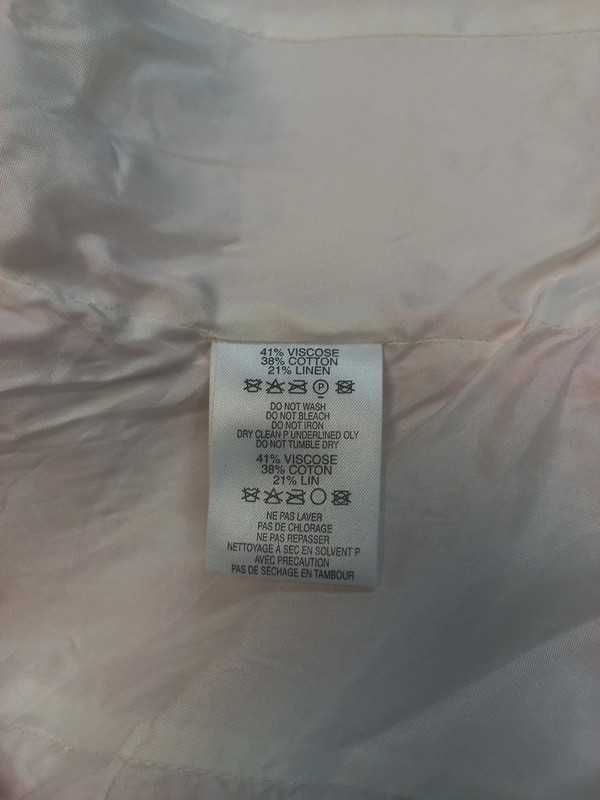 41% VISCOSE
38% COTTON
21% LINEN
P
DO NOT WASH
DO NOT BLEACH
DO NOT IRON
DRY CLEAN P UNDERLINED OLY
DO NOT TUMBLE DRY
41% VISCOSE
38% COTON
21% LIN
NE PAS LAVER
PAS DE CHLORAGE
NE PAS REPASSER
NETTOYAGE A SEC EN SOLVENT P
AVEC PRECAUTION
PAS DE SECHAGE EN TAMBOUR